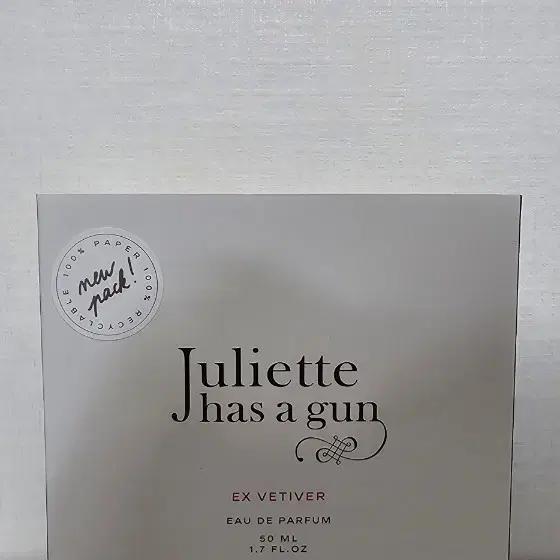 100% PAPER 100% RECYCLABLE
new
pack!
Juliette
has a gun
EX VETIVER
EAU DE PARFUM
50 ML
1.7 FL.OZ